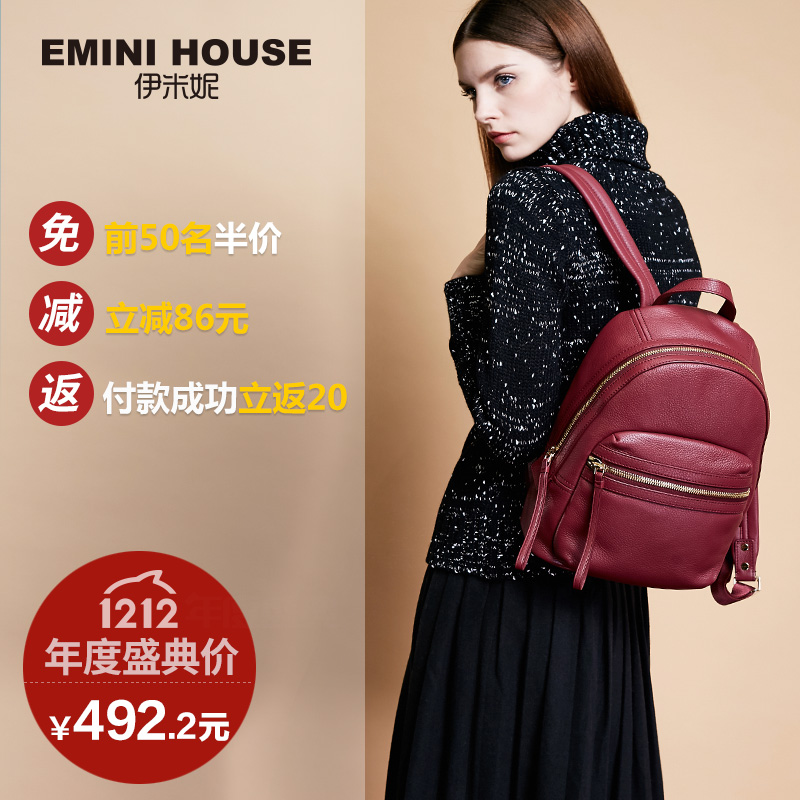 EMINI HOUSE
伊米妮
免 前50名半价
减 立减86元
返 付款成功立返20
1212
年度盛典价
¥492.2元